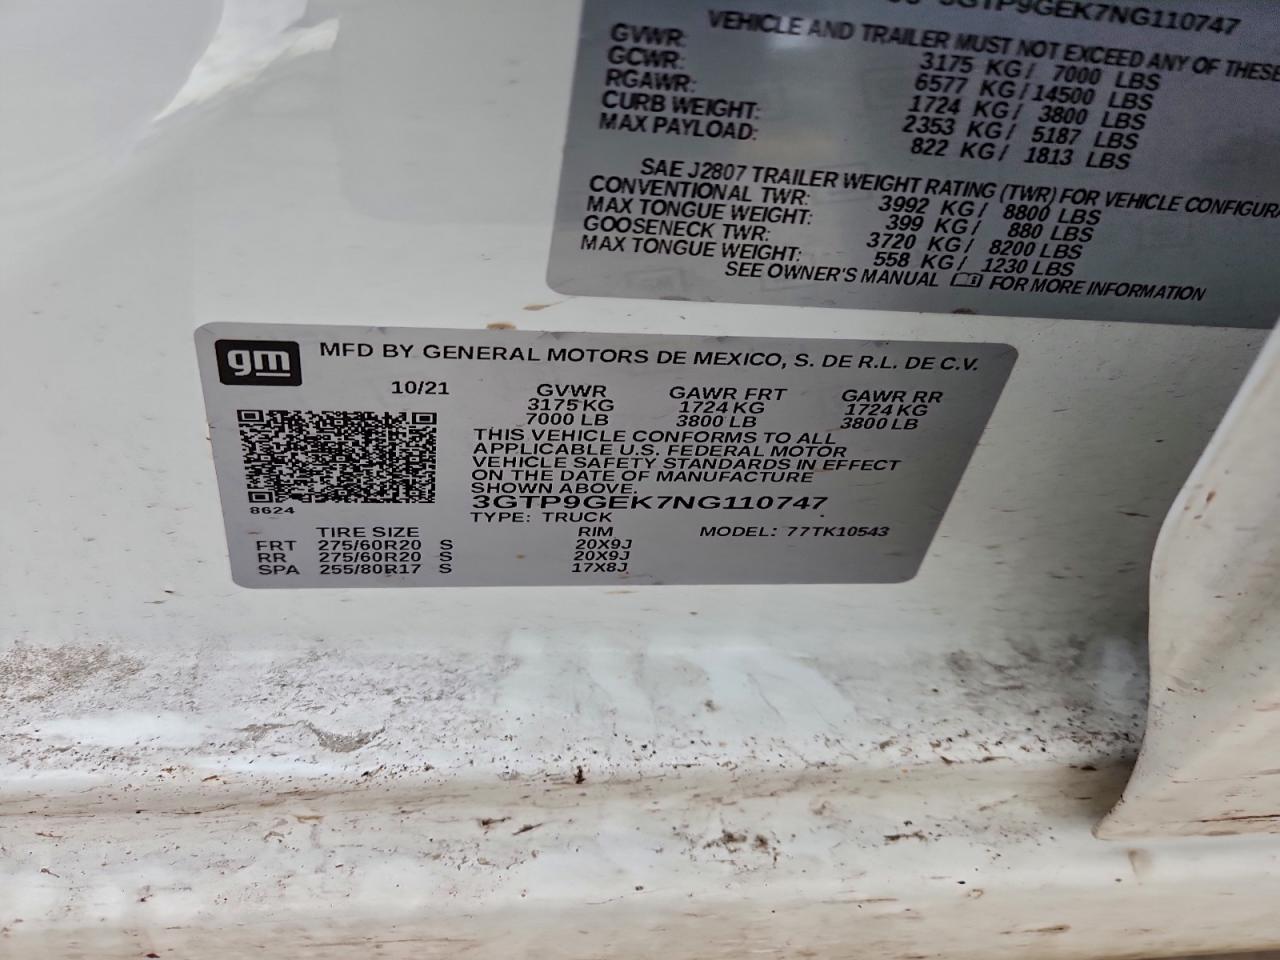 3GTP9GEK7NG110747
VEHICLE AND TRAILER MUST NOT EXCEED ANY OF THESE
GVWR: 3175 KG/ 7000 LBS
GCWR: 6577 KG/14500 LBS
RGAWR: 1724 KG/ 3800 LBS
CURB WEIGHT: 2353 KG/ 5187 LBS
MAX PAYLOAD: 822 KG/ 1813 LBS
SAE J2807 TRAILER WEIGHT RATING (TWR) FOR VEHICLE CONFIGURA
CONVENTIONAL TWR: 3992 KG/ 8800 LBS
MAX TONGUE WEIGHT: 399 KG/ 880 LBS
GOOSENECK TWR: 3720 KG/ 8200 LBS
MAX TONGUE WEIGHT: 558 KG/ 1230 LBS
SEE OWNER'S MANUAL FOR MORE INFORMATION
gm MFD BY GENERAL MOTORS DE MEXICO, S. DE R.L. DE C.V.
10/21 GVWR GAWR FRT GAWR RR
3175 KG 1724 KG 1724 KG
7000 LB 3800 LB 3800 LB
THIS VEHICLE CONFORMS TO ALL
APPLICABLE U.S. FEDERAL MOTOR
VEHICLE SAFETY STANDARDS IN EFFECT
ON THE DATE OF MANUFACTURE
SHOWN ABOVE.
3GTP9GEK7NG110747
8624
TYPE: TRUCK MODEL: 77TK10543
TIRE SIZE RIM
FRT 275/60R20 S 20X9J
RR 275/60R20 S 20X9J
SPA 255/80R17 S 17X8J